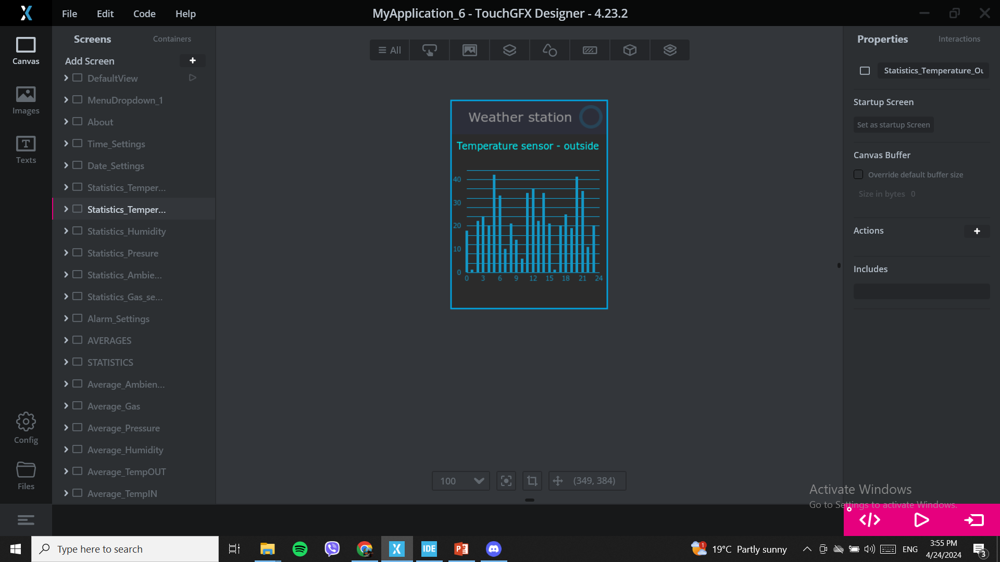 File Edit Code Help MyApplication_6 - TouchGFX Designer - 4.23.2
Canvas
Images
Texts
Config
Files
Screens Containers
Add Screen +
DefaultView
MenuDropdown_1
About
Time_Settings
Date_Settings
Statistics_Temper...
Statistics_Temper...
Statistics_Humidity
Statistics_Presure
Statistics_Ambie...
Statistics_Gas_se...
Alarm_Settings
AVERAGES
STATISTICS
Average_Ambien...
Average_Gas
Average_Pressure
Average_Humidity
Average_TempOUT
Average_TempIN
All
Weather station
Temperature sensor - outside
40
30
20
10
0
0 3 6 9 12 15 18 21 24
100 (349, 384)
Properties Interactions
Statistics_Temperature_Ou
Startup Screen
Set as startup Screen
Canvas Buffer
Override default buffer size
Size in bytes 0
Actions +
Includes
Activate Windows
Go to Settings to activate Windows.
Type here to search
IDE
1
19°C Partly sunny
ENG
3:55 PM
4/24/2024
3